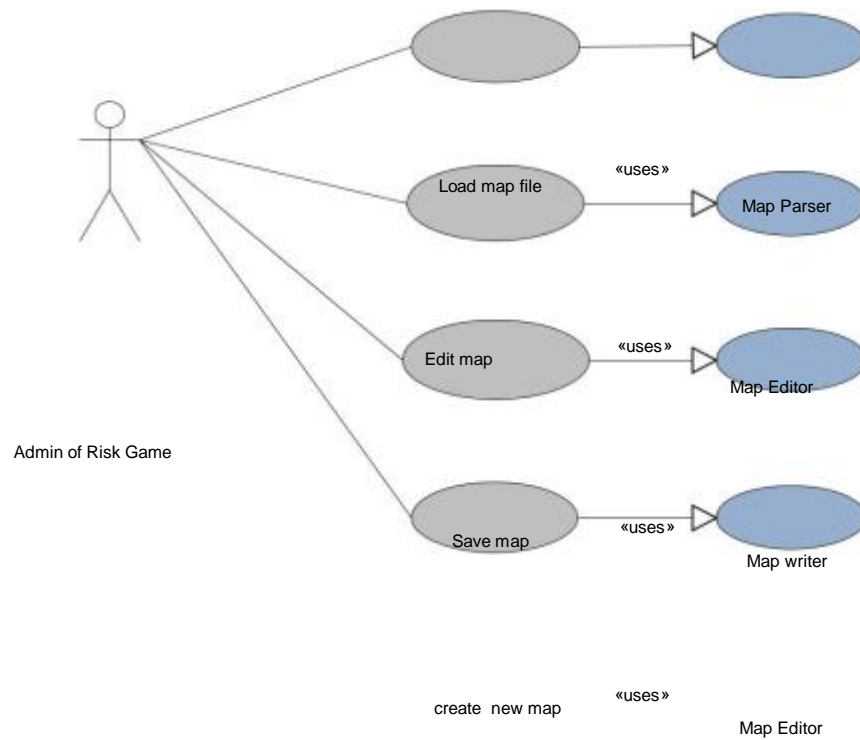 «uses»
Load map file
Map Parser
«uses»
Edit map
Map Editor
Admin of Risk Game
«uses»
Save map
Map writer
«uses»
create new map
Map Editor